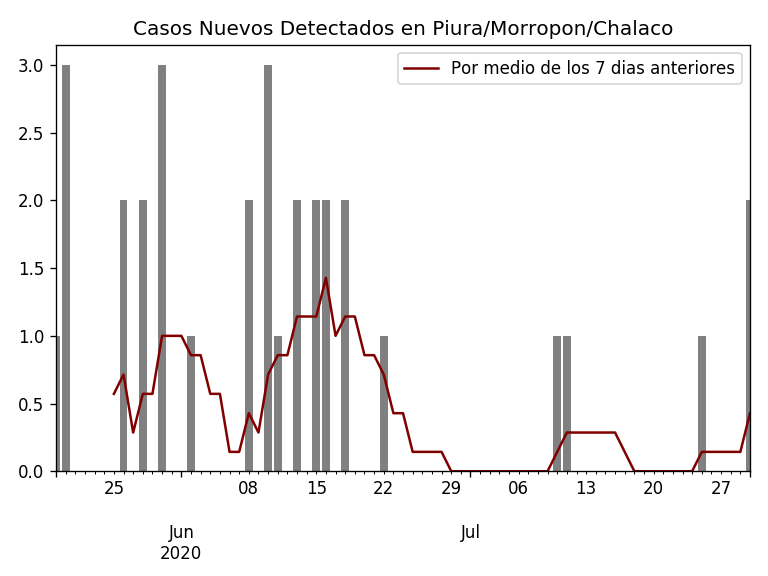 Casos Nuevos Detectados en Piura/Morropon/Chalaco
Por medio de los 7 dias anteriores
3.0
2.5
2.0
1.5
1.0
0.5
0.0
25 08 15 22 29 06 13 20 27
Jun Jul
2020